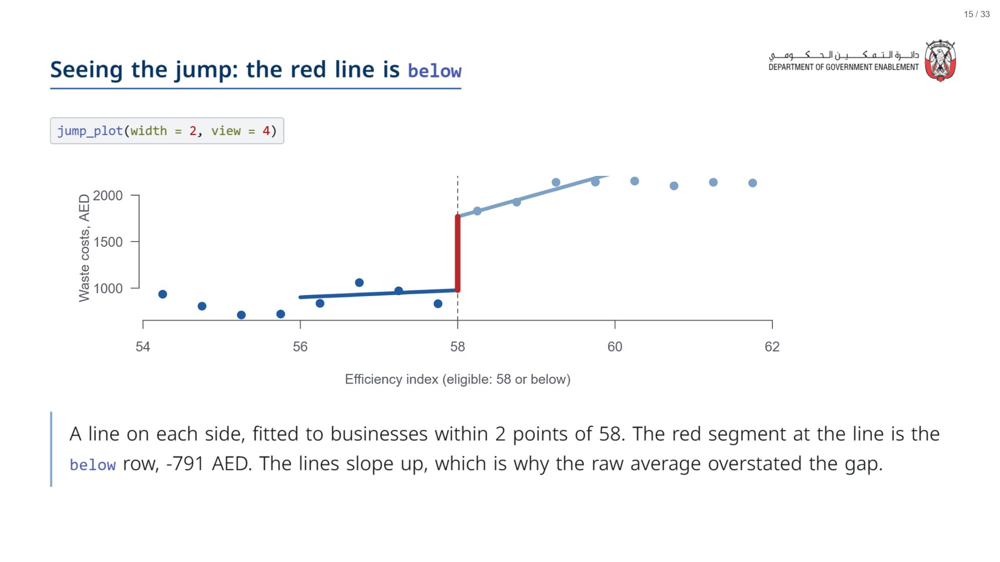 15 / 33
دائرة التمكين الحكومي
DEPARTMENT OF GOVERNMENT ENABLEMENT
Seeing the jump: the red line is below
jump_plot(width = 2, view = 4)
Waste costs, AED
2000
1500
1000
54 56 58 60 62
Efficiency index (eligible: 58 or below)
A line on each side, fitted to businesses within 2 points of 58. The red segment at the line is the
below row, -791 AED. The lines slope up, which is why the raw average overstated the gap.